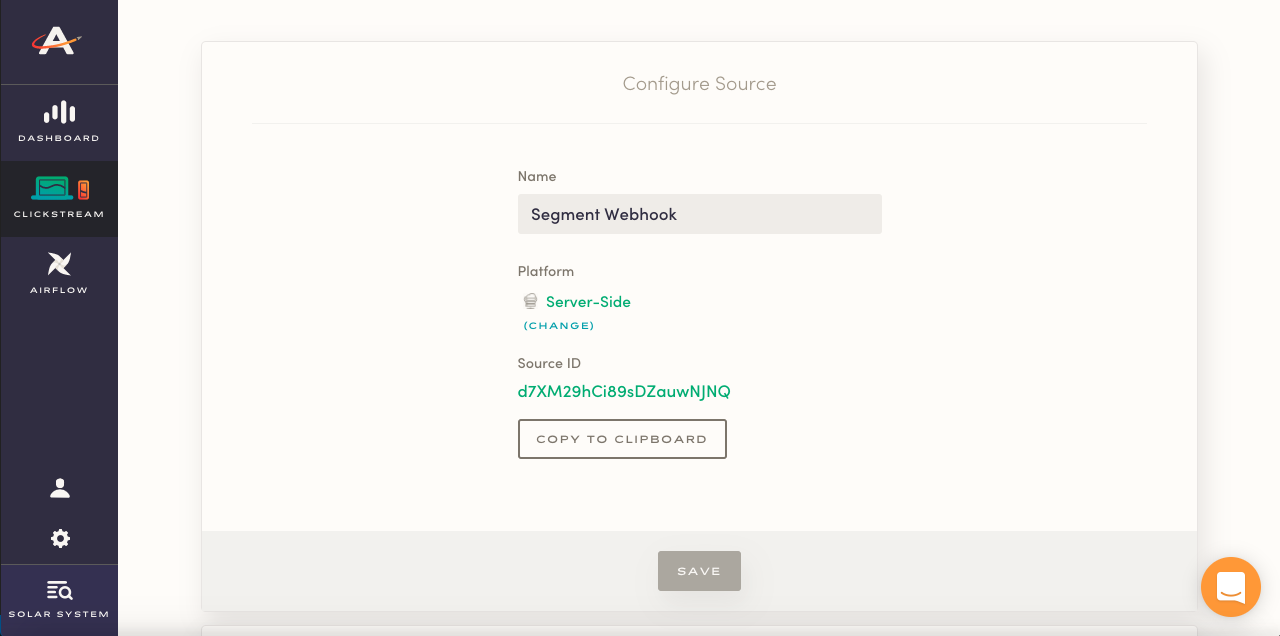 DASHBOARD
CLICKSTREAM
AIRFLOW
SOLAR SYSTEM
Configure Source
Name
Segment Webhook
Platform
Server-Side
(CHANGE)
Source ID
d7XM29hCi89sDZauwNJNQ
COPY TO CLIPBOARD
SAVE